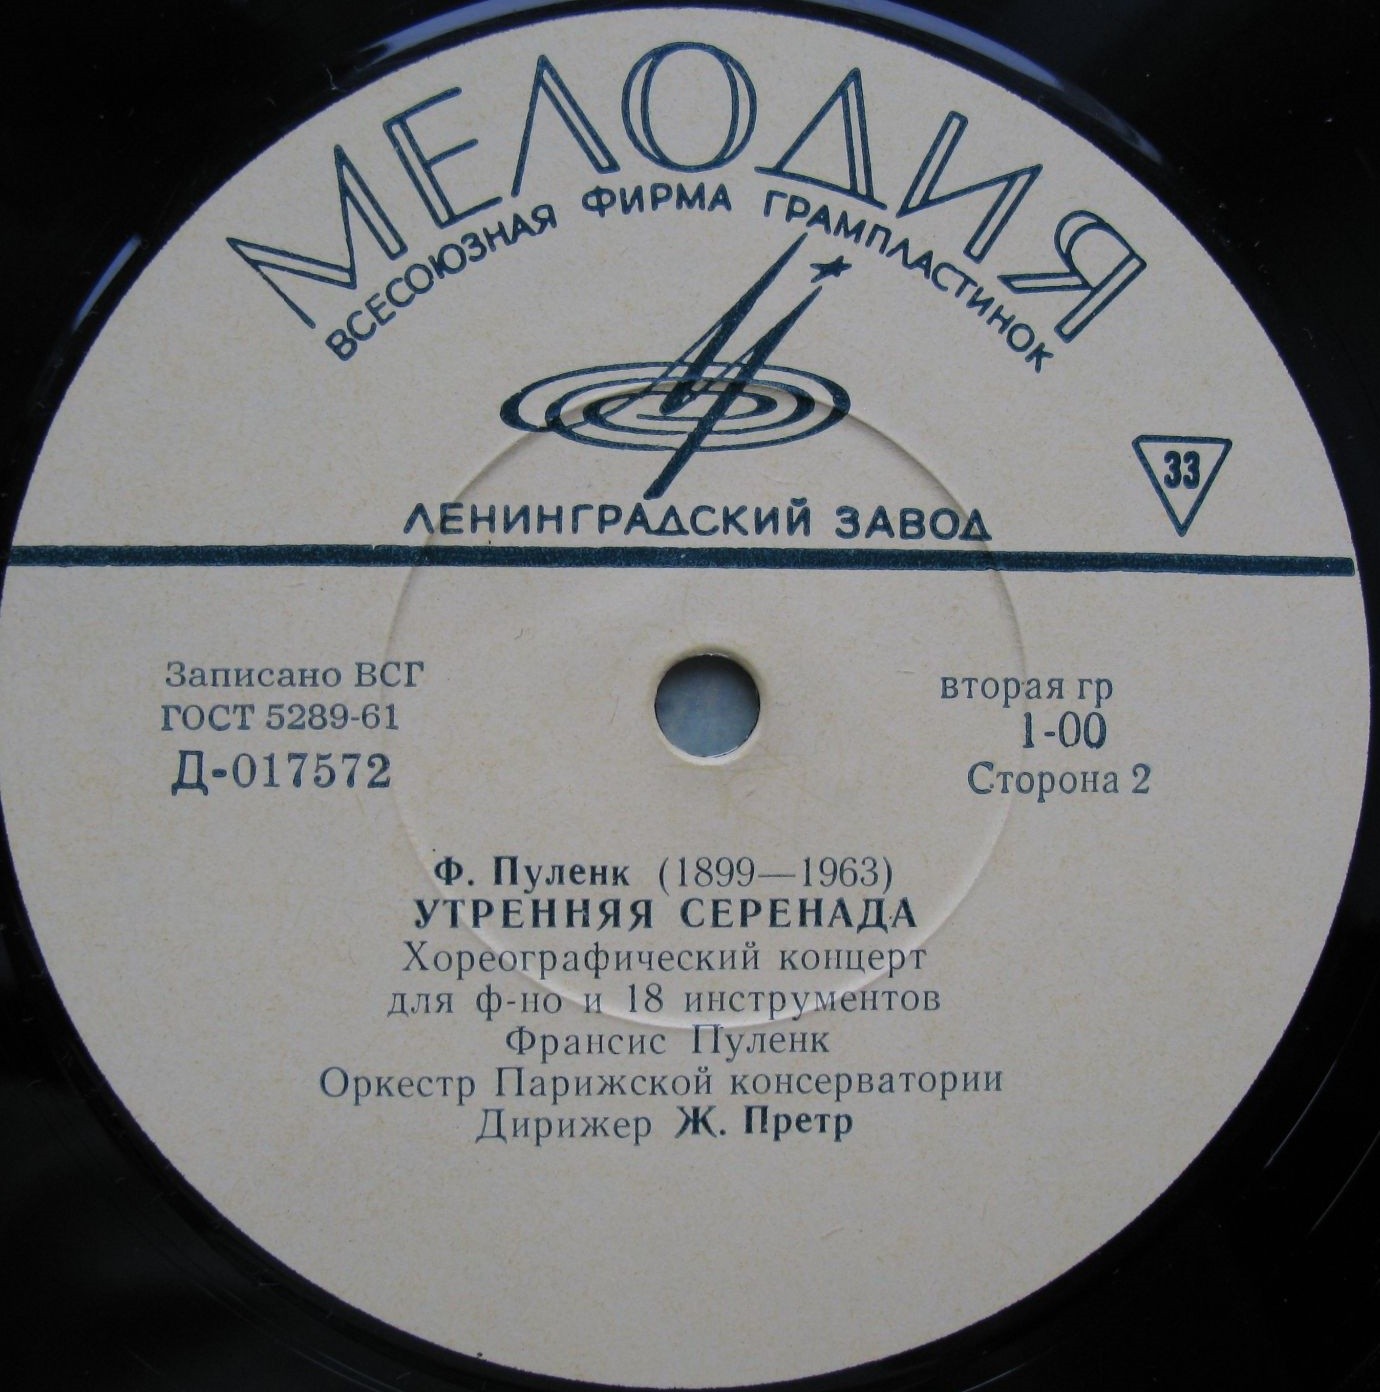 МЕЛОДИЯ
ВСЕСОЮЗНАЯ ФИРМА ГРАМПЛАСТИНОК
33
ЛЕНИНГРАДСКИЙ ЗАВОД
Записано ВСГ
ГОСТ 5289-61
Д-017572
вторая гр
1-00
Сторона 2
Ф. Пуленк (1899—1963)
УТРЕННЯЯ СЕРЕНАДА
Хореографический концерт
для ф-но и 18 инструментов
Франсис Пуленк
Оркестр Парижской консерватории
Дирижер Ж. Претр